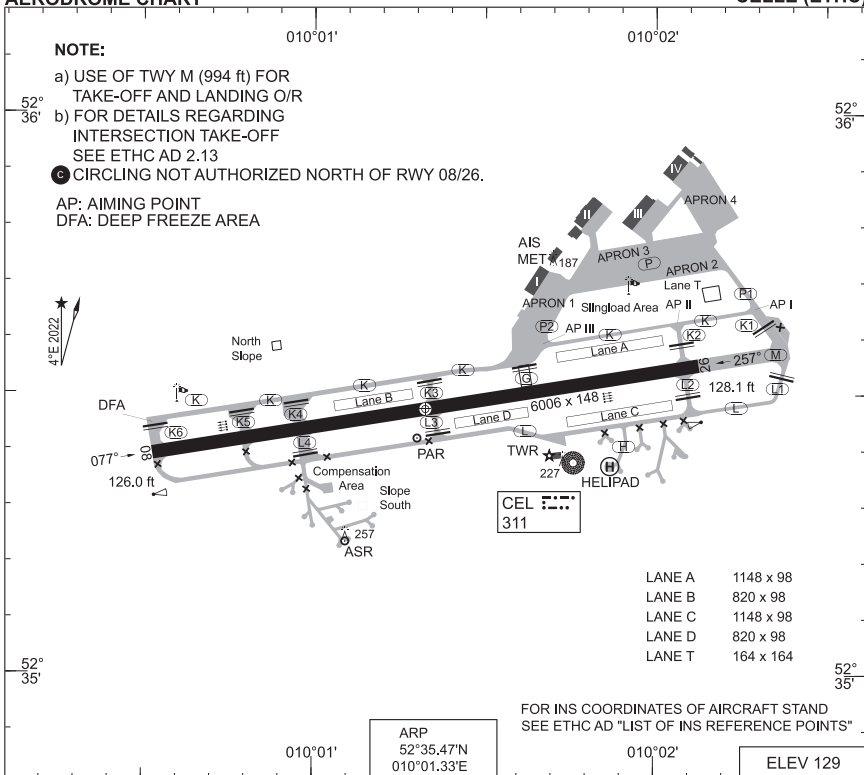 AERODROME CHART
CELLE (ETHC)
010°01'
010°02'
NOTE:
a) USE OF TWY M (994 ft) FOR
TAKE-OFF AND LANDING O/R
b) FOR DETAILS REGARDING
INTERSECTION TAKE-OFF
SEE ETHC AD 2.13
C CIRCLING NOT AUTHORIZED NORTH OF RWY 08/26.
AP: AIMING POINT
DFA: DEEP FREEZE AREA
52°
36'
52°
36'
IV
II
III
APRON 4
AIS
MET
187
APRON 3
P
APRON 2
I
Lane T
P1
APRON 1
Slingload Area
AP II
AP I
4°E 2022
P2
AP III
K
K
K2
K1
North
Slope
Lane A
M
26
257°
K
K
G
128.1 ft
L1
K
K3
L2
DFA
K
K
Lane B
6006 x 148
L
K4
Lane D
Lane C
K6
K5
L3
L
08
L4
H
077°
PAR
TWR
227
H
HELIPAD
126.0 ft
Compensation
Area
Slope
South
CEL
311
257
ASR
LANE A 1148 x 98
LANE B 820 x 98
LANE C 1148 x 98
LANE D 820 x 98
LANE T 164 x 164
52°
35'
52°
35'
FOR INS COORDINATES OF AIRCRAFT STAND
SEE ETHC AD "LIST OF INS REFERENCE POINTS"
ARP
52°35.47'N
010°01.33'E
010°01'
010°02'
ELEV 129